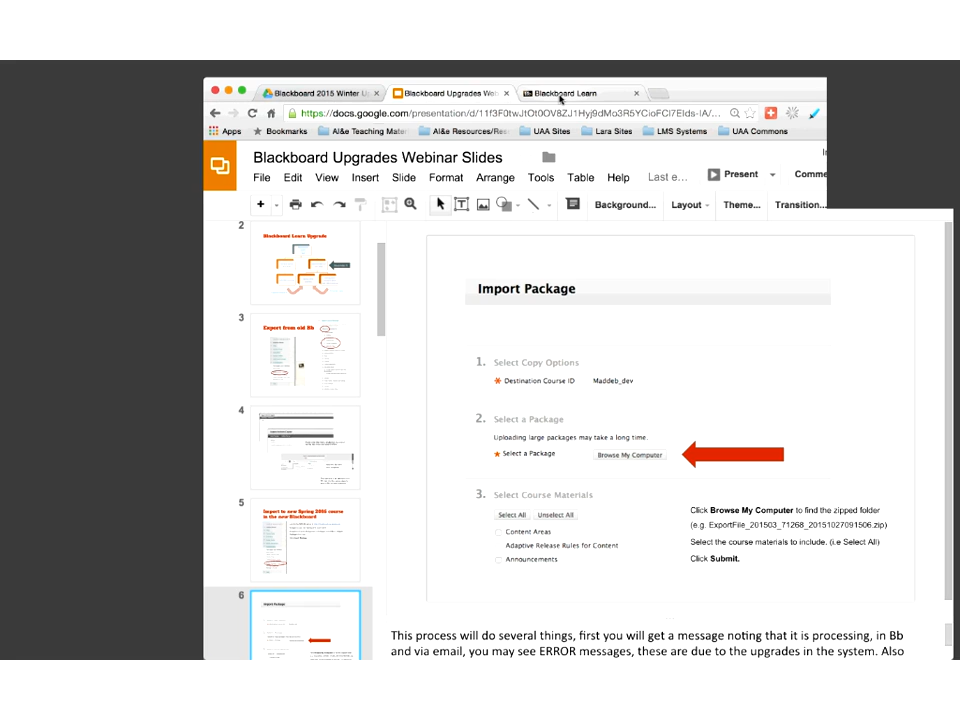 Blackboard 2015 Winter U
Blackboard Upgrades Web
Blackboard Learn
https://docs.google.com/presentation/d/11f3F0twJtOt0OV8ZJ1Hyj9dMo3R5YCioFCI7EIds-IA/...
Apps Bookmarks AI&e Teaching Mate AI&e Resources/Res UAA Sites Lara Sites LMS Systems UAA Commons
Blackboard Upgrades Webinar Slides
File Edit View Insert Slide Format Arrange Tools Table Help Last e... Present Comme
Background... Layout Theme... Transition...
2
Blackboard Learn Upgrade
3
Export from old Bb
4
5
Import to new Spring 2016 course
in the new Blackboard
6
Import Package
Import Package
1. Select Copy Options
Destination Course ID Maddeb_dev
2. Select a Package
Uploading large packages may take a long time.
Select a Package Browse My Computer
3. Select Course Materials
Select All Unselect All
Content Areas
Adaptive Release Rules for Content
Announcements
Click Browse My Computer to find the zipped folder
(e.g. ExportFile_201503_71268_20151027091506.zip)
Select the course materials to include. (i.e Select All)
Click Submit.
This process will do several things, first you will get a message noting that it is processing, in Bb
and via email, you may see ERROR messages, these are due to the upgrades in the system. Also